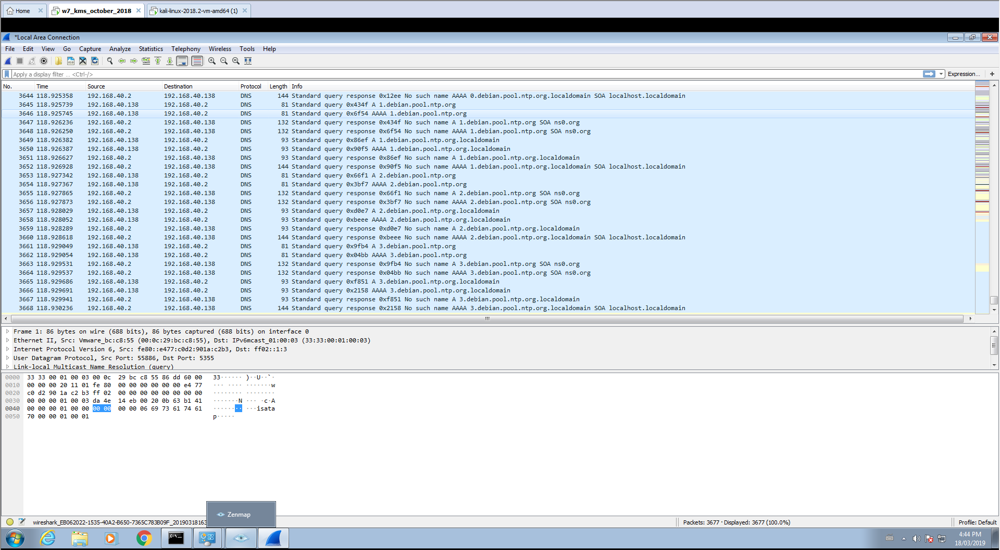 Home
w7_kms_october_2018
kali-linux-2018.2-vm-amd64 (1)
*Local Area Connection
File Edit View Go Capture Analyze Statistics Telephony Wireless Tools Help
Apply a display filter ... <Ctrl-/>
Expression... +
No. Time Source Destination Protocol Length Info
3644 118.925358 192.168.40.2 192.168.40.138 DNS 144 Standard query response 0x12ee No such name AAAA 0.debian.pool.ntp.org.localdomain SOA localhost.localdomain
3645 118.925739 192.168.40.138 192.168.40.2 DNS 81 Standard query 0x434f A 1.debian.pool.ntp.org
3646 118.925745 192.168.40.138 192.168.40.2 DNS 81 Standard query 0x6f54 AAAA 1.debian.pool.ntp.org
3647 118.926236 192.168.40.2 192.168.40.138 DNS 132 Standard query response 0x434f No such name A 1.debian.pool.ntp.org SOA ns0.org
3648 118.926250 192.168.40.2 192.168.40.138 DNS 132 Standard query response 0x6f54 No such name AAAA 1.debian.pool.ntp.org SOA ns0.org
3649 118.926382 192.168.40.138 192.168.40.2 DNS 93 Standard query 0x86ef A 1.debian.pool.ntp.org.localdomain
3650 118.926387 192.168.40.138 192.168.40.2 DNS 93 Standard query 0x90f5 AAAA 1.debian.pool.ntp.org.localdomain
3651 118.926627 192.168.40.2 192.168.40.138 DNS 93 Standard query response 0x86ef No such name A 1.debian.pool.ntp.org.localdomain
3652 118.926928 192.168.40.2 192.168.40.138 DNS 144 Standard query response 0x90f5 No such name AAAA 1.debian.pool.ntp.org.localdomain SOA localhost.localdomain
3653 118.927342 192.168.40.138 192.168.40.2 DNS 81 Standard query 0x66f1 A 2.debian.pool.ntp.org
3654 118.927367 192.168.40.138 192.168.40.2 DNS 81 Standard query 0x3bf7 AAAA 2.debian.pool.ntp.org
3655 118.927865 192.168.40.2 192.168.40.138 DNS 132 Standard query response 0x66f1 No such name A 2.debian.pool.ntp.org SOA ns0.org
3656 118.927873 192.168.40.2 192.168.40.138 DNS 132 Standard query response 0x3bf7 No such name AAAA 2.debian.pool.ntp.org SOA ns0.org
3657 118.928029 192.168.40.138 192.168.40.2 DNS 93 Standard query 0xd0e7 A 2.debian.pool.ntp.org.localdomain
3658 118.928052 192.168.40.138 192.168.40.2 DNS 93 Standard query 0xbeee AAAA 2.debian.pool.ntp.org.localdomain
3659 118.928289 192.168.40.2 192.168.40.138 DNS 93 Standard query response 0xd0e7 No such name A 2.debian.pool.ntp.org.localdomain
3660 118.928618 192.168.40.2 192.168.40.138 DNS 144 Standard query response 0xbeee No such name AAAA 2.debian.pool.ntp.org.localdomain SOA localhost.localdomain
3661 118.929049 192.168.40.138 192.168.40.2 DNS 81 Standard query 0x9fb4 A 3.debian.pool.ntp.org
3662 118.929054 192.168.40.138 192.168.40.2 DNS 81 Standard query 0x04bb AAAA 3.debian.pool.ntp.org
3663 118.929531 192.168.40.2 192.168.40.138 DNS 132 Standard query response 0x9fb4 No such name A 3.debian.pool.ntp.org SOA ns0.org
3664 118.929537 192.168.40.2 192.168.40.138 DNS 132 Standard query response 0x04bb No such name AAAA 3.debian.pool.ntp.org SOA ns0.org
3665 118.929686 192.168.40.138 192.168.40.2 DNS 93 Standard query 0xf851 A 3.debian.pool.ntp.org.localdomain
3666 118.929691 192.168.40.138 192.168.40.2 DNS 93 Standard query 0x2158 AAAA 3.debian.pool.ntp.org.localdomain
3667 118.929941 192.168.40.2 192.168.40.138 DNS 93 Standard query response 0xf851 No such name A 3.debian.pool.ntp.org.localdomain
3668 118.930236 192.168.40.2 192.168.40.138 DNS 144 Standard query response 0x2158 No such name AAAA 3.debian.pool.ntp.org.localdomain SOA localhost.localdomain
Frame 1: 86 bytes on wire (688 bits), 86 bytes captured (688 bits) on interface 0
Ethernet II, Src: Vmware_bc:c8:55 (00:0c:29:bc:c8:55), Dst: IPv6mcast_01:00:03 (33:33:00:01:00:03)
Internet Protocol Version 6, Src: fe80::e477:c0d2:901a:c2b3, Dst: ff02::1:3
User Datagram Protocol, Src Port: 55886, Dst Port: 5355
Link-local Multicast Name Resolution (query)
0000 33 33 00 01 00 03 00 0c 29 bc c8 55 86 dd 60 00 33······ )··U··`·
0010 00 00 00 20 11 01 fe 80 00 00 00 00 00 00 e4 77 ··· ···· ·······w
0020 c0 d2 90 1a c2 b3 ff 02 00 00 00 00 00 00 00 00 ········ ········
0030 00 00 00 01 00 03 da 4e 14 eb 00 20 0b 63 b1 41 ·······N ··· ·c·A
0040 00 00 00 01 00 00 00 00 00 00 06 69 73 61 74 61 ········ ···isata
0050 70 00 00 01 00 01 p·····
Zenmap
wireshark_EB062022-1535-40A2-B650-7365C783B09F_20190318163
Packets: 3677 · Displayed: 3677 (100.0%)
Profile: Default
4:44 PM
18/03/2019